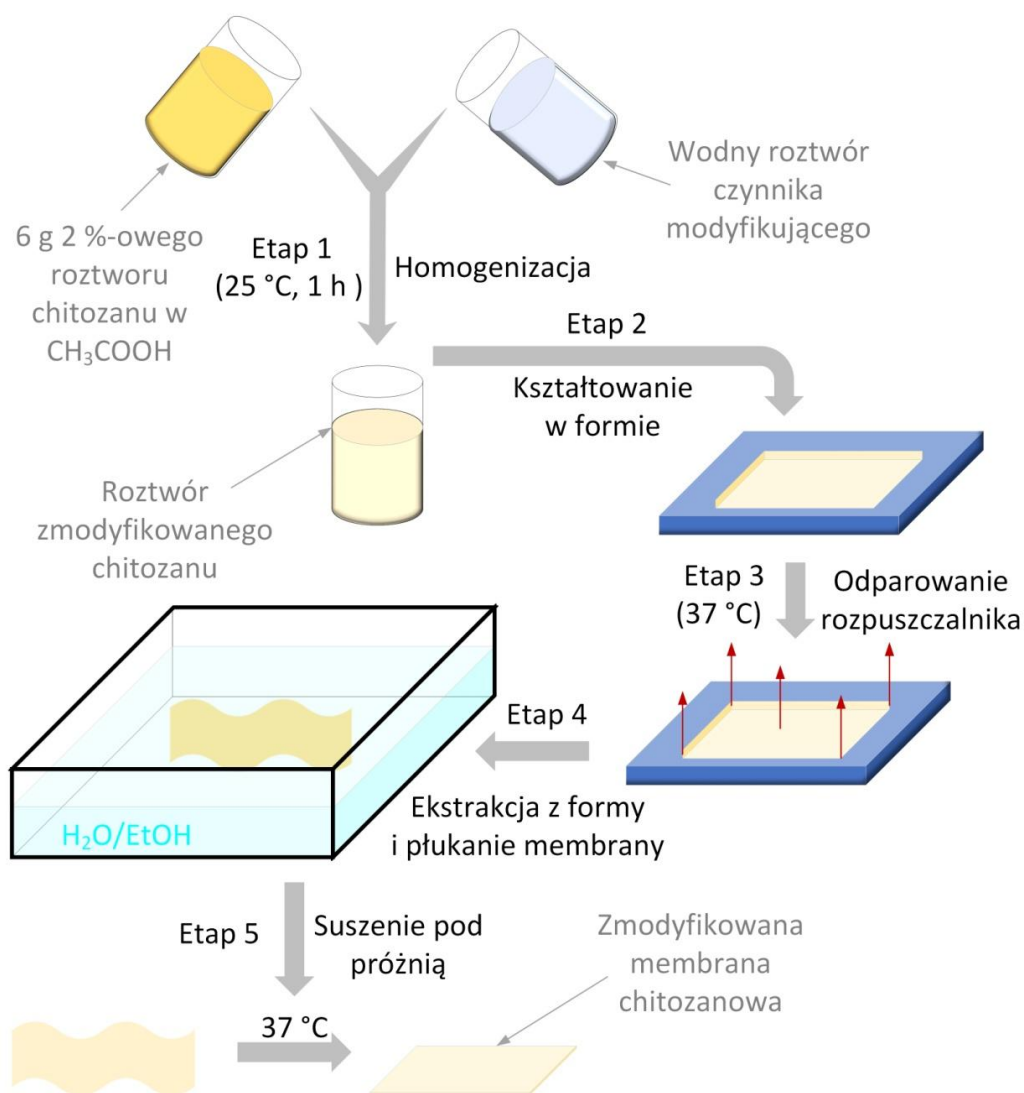 Wodny roztwór
czynnika
modyfikującego
6 g 2 %-owego
roztworu
chitozanu w
CH₃COOH
Etap 1
(25 °C, 1 h )
Homogenizacja
Etap 2
Kształtowanie
w formie
Roztwór
zmodyfikowanego
chitozanu
Etap 3
(37 °C)
Odparowanie
rozpuszczalnika
Etap 4
Ekstrakcja z formy
i płukanie membrany
H₂O/EtOH
Etap 5
Suszenie pod
próżnią
Zmodyfikowana
membrana
chitozanowa
37 °C